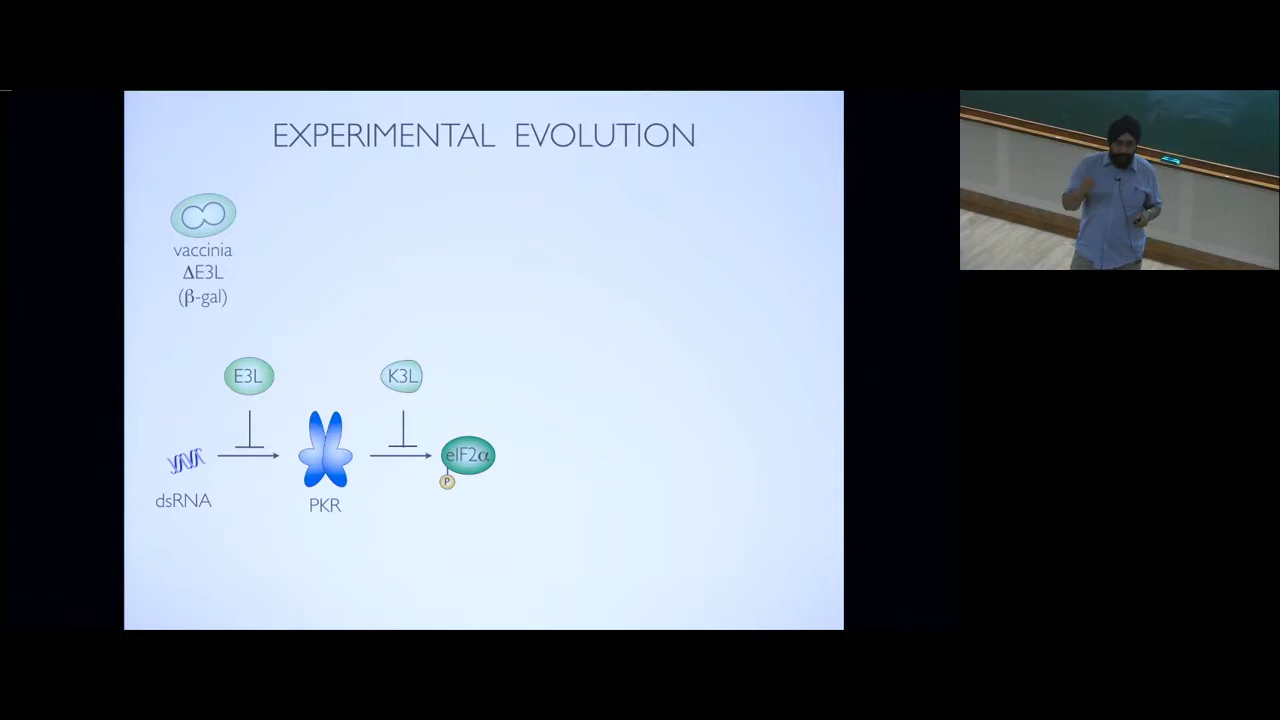 EXPERIMENTAL EVOLUTION
vaccinia
ΔE3L
(β-gal)
E3L
K3L
eIF2α
P
dsRNA
PKR